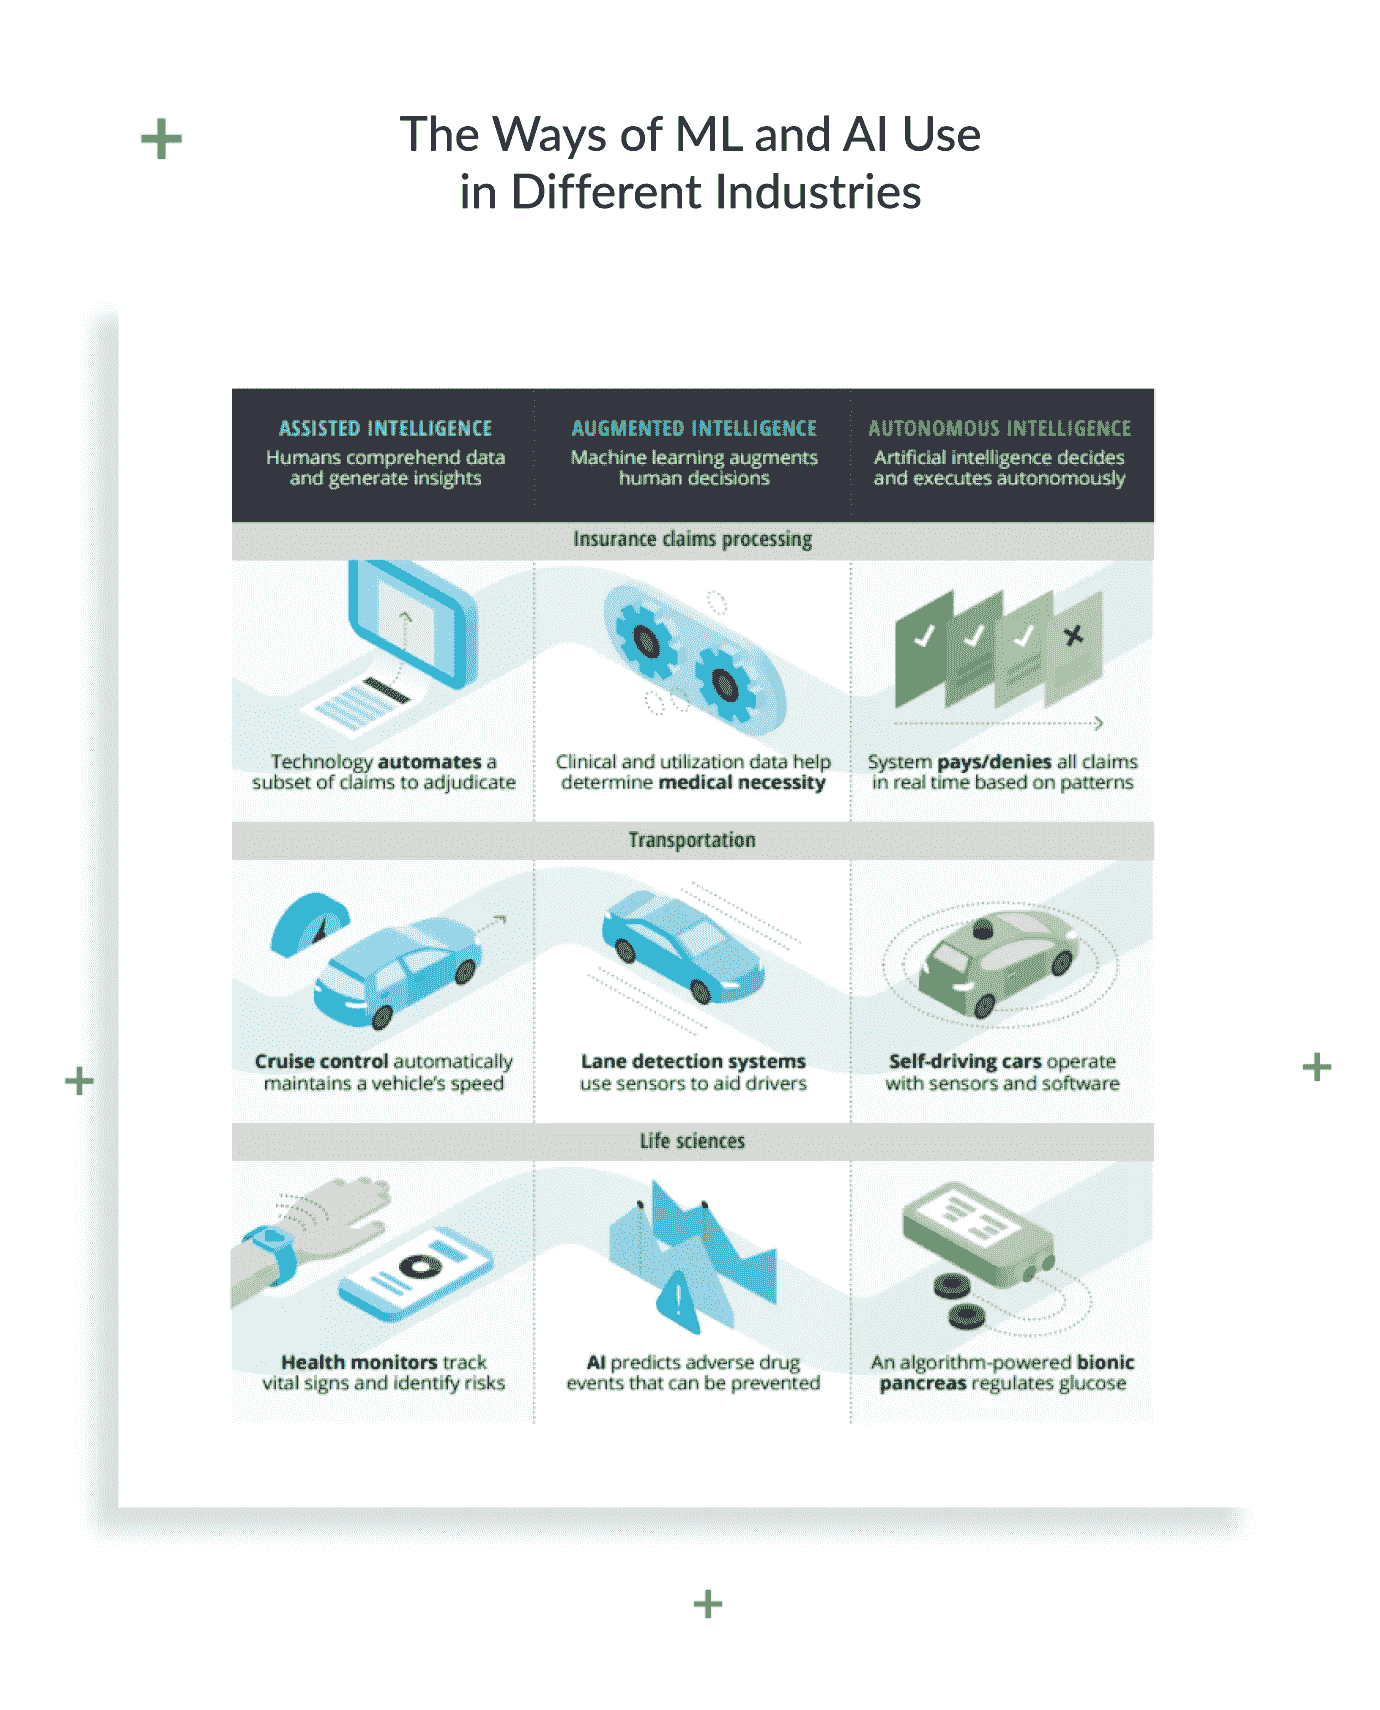 The Ways of ML and AI Use
in Different Industries
ASSISTED INTELLIGENCE
Humans comprehend data
and generate insights
AUGMENTED INTELLIGENCE
Machine learning augments
human decisions
AUTONOMOUS INTELLIGENCE
Artificial intelligence decides
and executes autonomously
Insurance claims processing
Technology automates a
subset of claims to adjudicate
Clinical and utilization data help
determine medical necessity
System pays/denies all claims
in real time based on patterns
Transportation
Cruise control automatically
maintains a vehicle's speed
Lane detection systems
use sensors to aid drivers
Self-driving cars operate
with sensors and software
Life sciences
Health monitors track
vital signs and identify risks
AI predicts adverse drug
events that can be prevented
An algorithm-powered bionic
pancreas regulates glucose